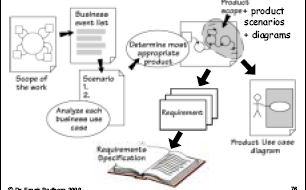 Business
event list
Product
scope + product
scenarios
+ diagrams
Determine most
appropriate
product
Scope of
the work
Scenario
1.
2.
Analyze each
business use
case
Requirement
Product Use case
diagram
Requirements
Specification